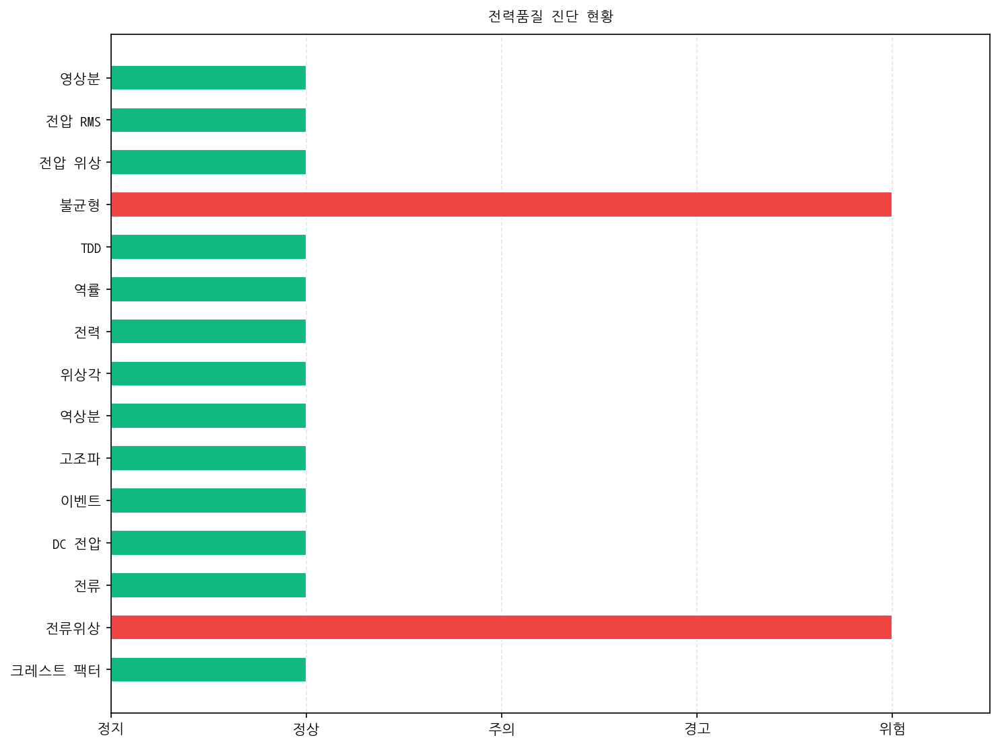 전력품질 진단 현황
영상분
전압 RMS
전압 위상
불균형
TDD
역률
전력
위상각
역상분
고조파
이벤트
DC 전압
전류
전류위상
크레스트 팩터
정지 정상 주의 경고 위험